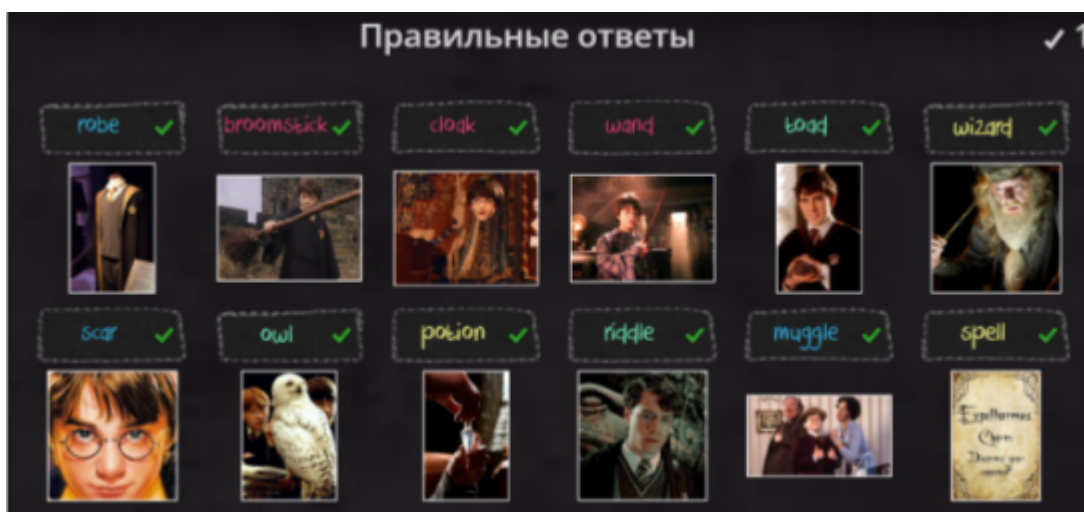 Правильные ответы
robe
broomstick
cloak
wand
toad
wizard
scar
owl
potion
riddle
muggle
spell